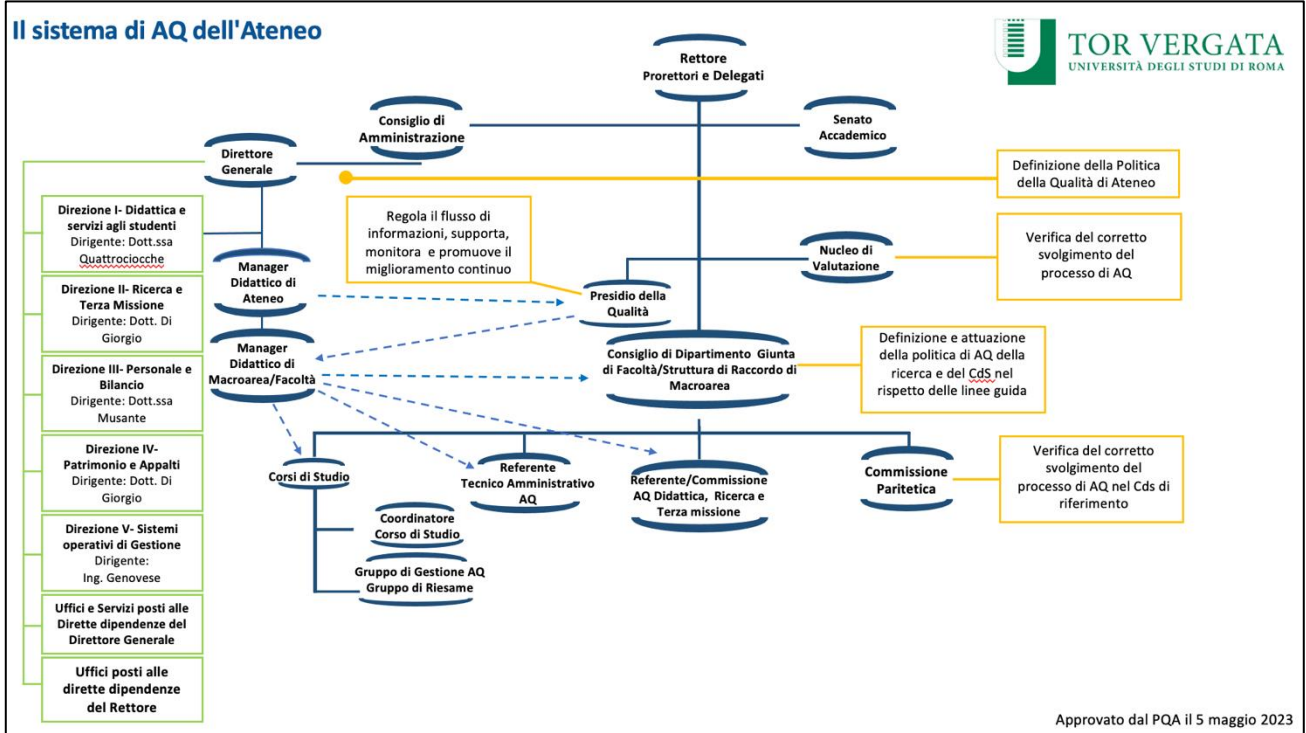 Il sistema di AQ dell'Ateneo
TOR VERGATA
UNIVERSITÀ DEGLI STUDI DI ROMA
Rettore
Prorettori e Delegati
Consiglio di
Amministrazione
Senato
Accademico
Direttore
Generale
Definizione della Politica
della Qualità di Ateneo
Direzione I- Didattica e
servizi agli studenti
Dirigente: Dott.ssa
Quattrociocche
Regola il flusso di
informazioni, supporta,
monitora e promuove il
miglioramento continuo
Nucleo di
Valutazione
Verifica del corretto
svolgimento del
processo di AQ
Manager
Didattico di
Ateneo
Presidio della
Qualità
Direzione II- Ricerca e
Terza Missione
Dirigente: Dott. Di
Giorgio
Manager
Didattico di
Macroarea/Facoltà
Consiglio di Dipartimento Giunta
di Facoltà/Struttura di Raccordo di
Macroarea
Definizione e attuazione
della politica di AQ della
ricerca e del CdS nel
rispetto delle linee guida
Direzione III- Personale e
Bilancio
Dirigente: Dott.ssa
Musante
Direzione IV-
Patrimonio e Appalti
Dirigente: Dott. Di
Giorgio
Corsi di Studio
Referente
Tecnico Amministrativo
AQ
Referente/Commissione
AQ Didattica, Ricerca e
Terza missione
Commissione
Paritetica
Verifica del corretto
svolgimento del
processo di AQ nel Cds di
riferimento
Coordinatore
Corso di Studio
Gruppo di Gestione AQ
Gruppo di Riesame
Direzione V- Sistemi
operativi di Gestione
Dirigente:
Ing. Genovese
Uffici e Servizi posti alle
Dirette dipendenze del
Direttore Generale
Uffici posti alle
dirette dipendenze
del Rettore
Approvato dal PQA il 5 maggio 2023